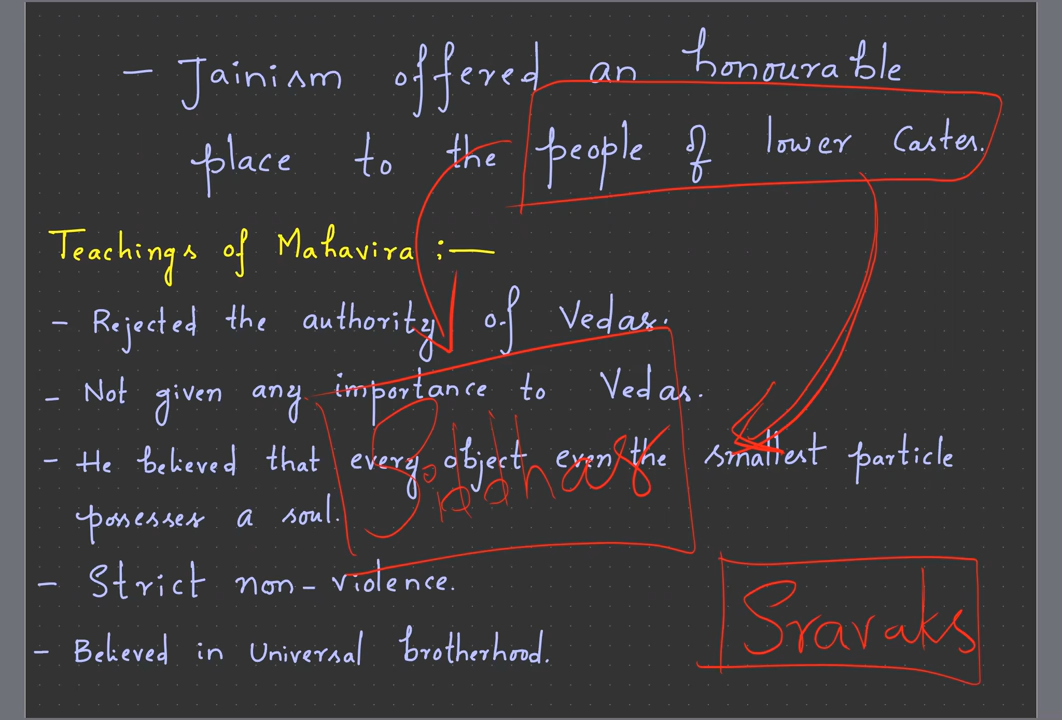 - Jainism offered an honourable
place to the people of lower Castes.
Teachings of Mahavira :—
- Rejected the authority of Vedas.
- Not given any importance to Vedas.
- He believed that every object even the smallest particle
possesses a soul.
Siddhas
- Strict non-violence.
Sravaks
- Believed in Universal brotherhood.